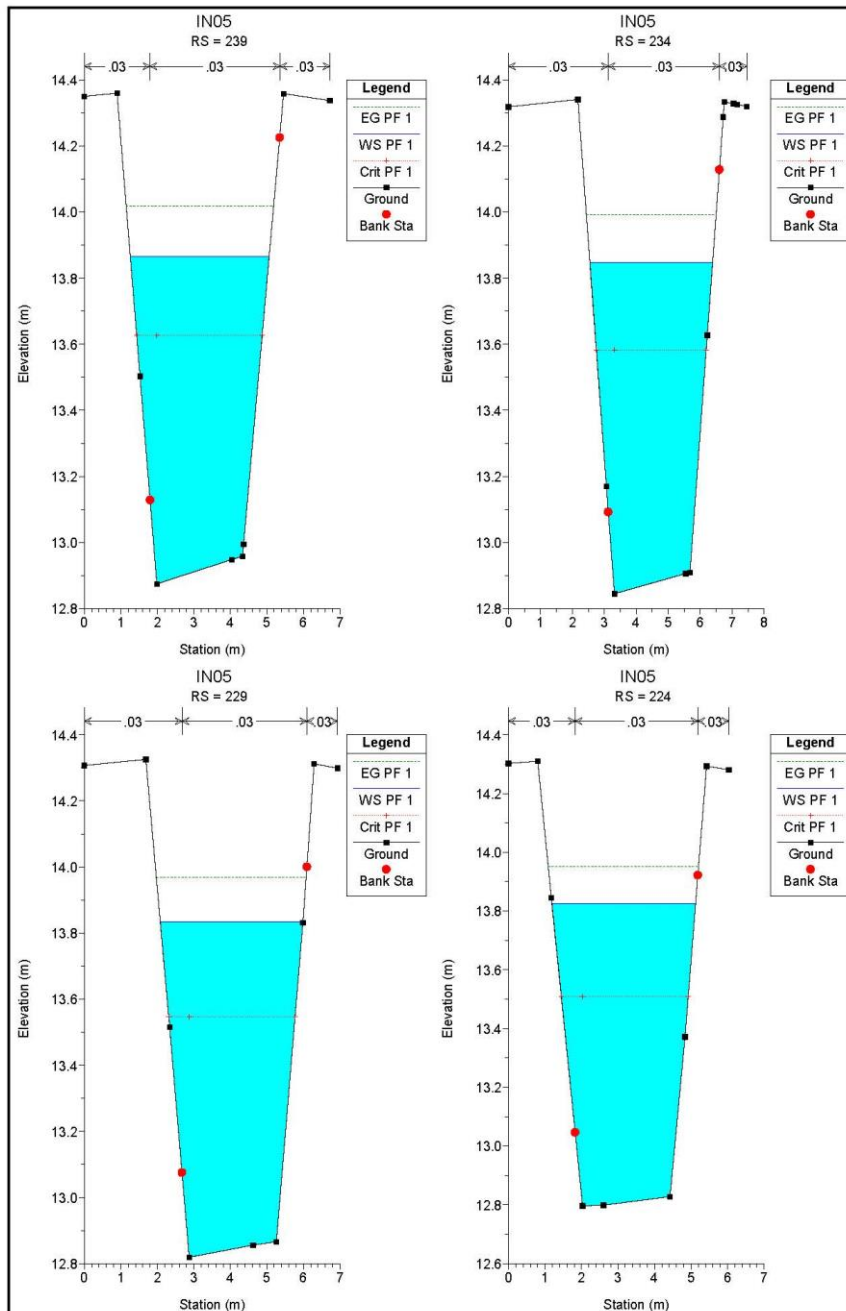 IN05
RS = 239
.03 .03 .03
Legend
EG PF 1
WS PF 1
Crit PF 1
Ground
Bank Sta
14.4
14.2
14.0
13.8
13.6
13.4
13.2
13.0
12.8
Elevation (m)
0 1 2 3 4 5 6 7
Station (m)
IN05
RS = 234
.03 .03 .03
Legend
EG PF 1
WS PF 1
Crit PF 1
Ground
Bank Sta
14.4
14.2
14.0
13.8
13.6
13.4
13.2
13.0
12.8
Elevation (m)
0 1 2 3 4 5 6 7 8
Station (m)
IN05
RS = 229
.03 .03 .03
Legend
EG PF 1
WS PF 1
Crit PF 1
Ground
Bank Sta
14.4
14.2
14.0
13.8
13.6
13.4
13.2
13.0
12.8
Elevation (m)
0 1 2 3 4 5 6 7
Station (m)
IN05
RS = 224
.03 .03 .03
Legend
EG PF 1
WS PF 1
Crit PF 1
Ground
Bank Sta
14.4
14.2
14.0
13.8
13.6
13.4
13.2
13.0
12.8
12.6
Elevation (m)
0 1 2 3 4 5 6 7
Station (m)